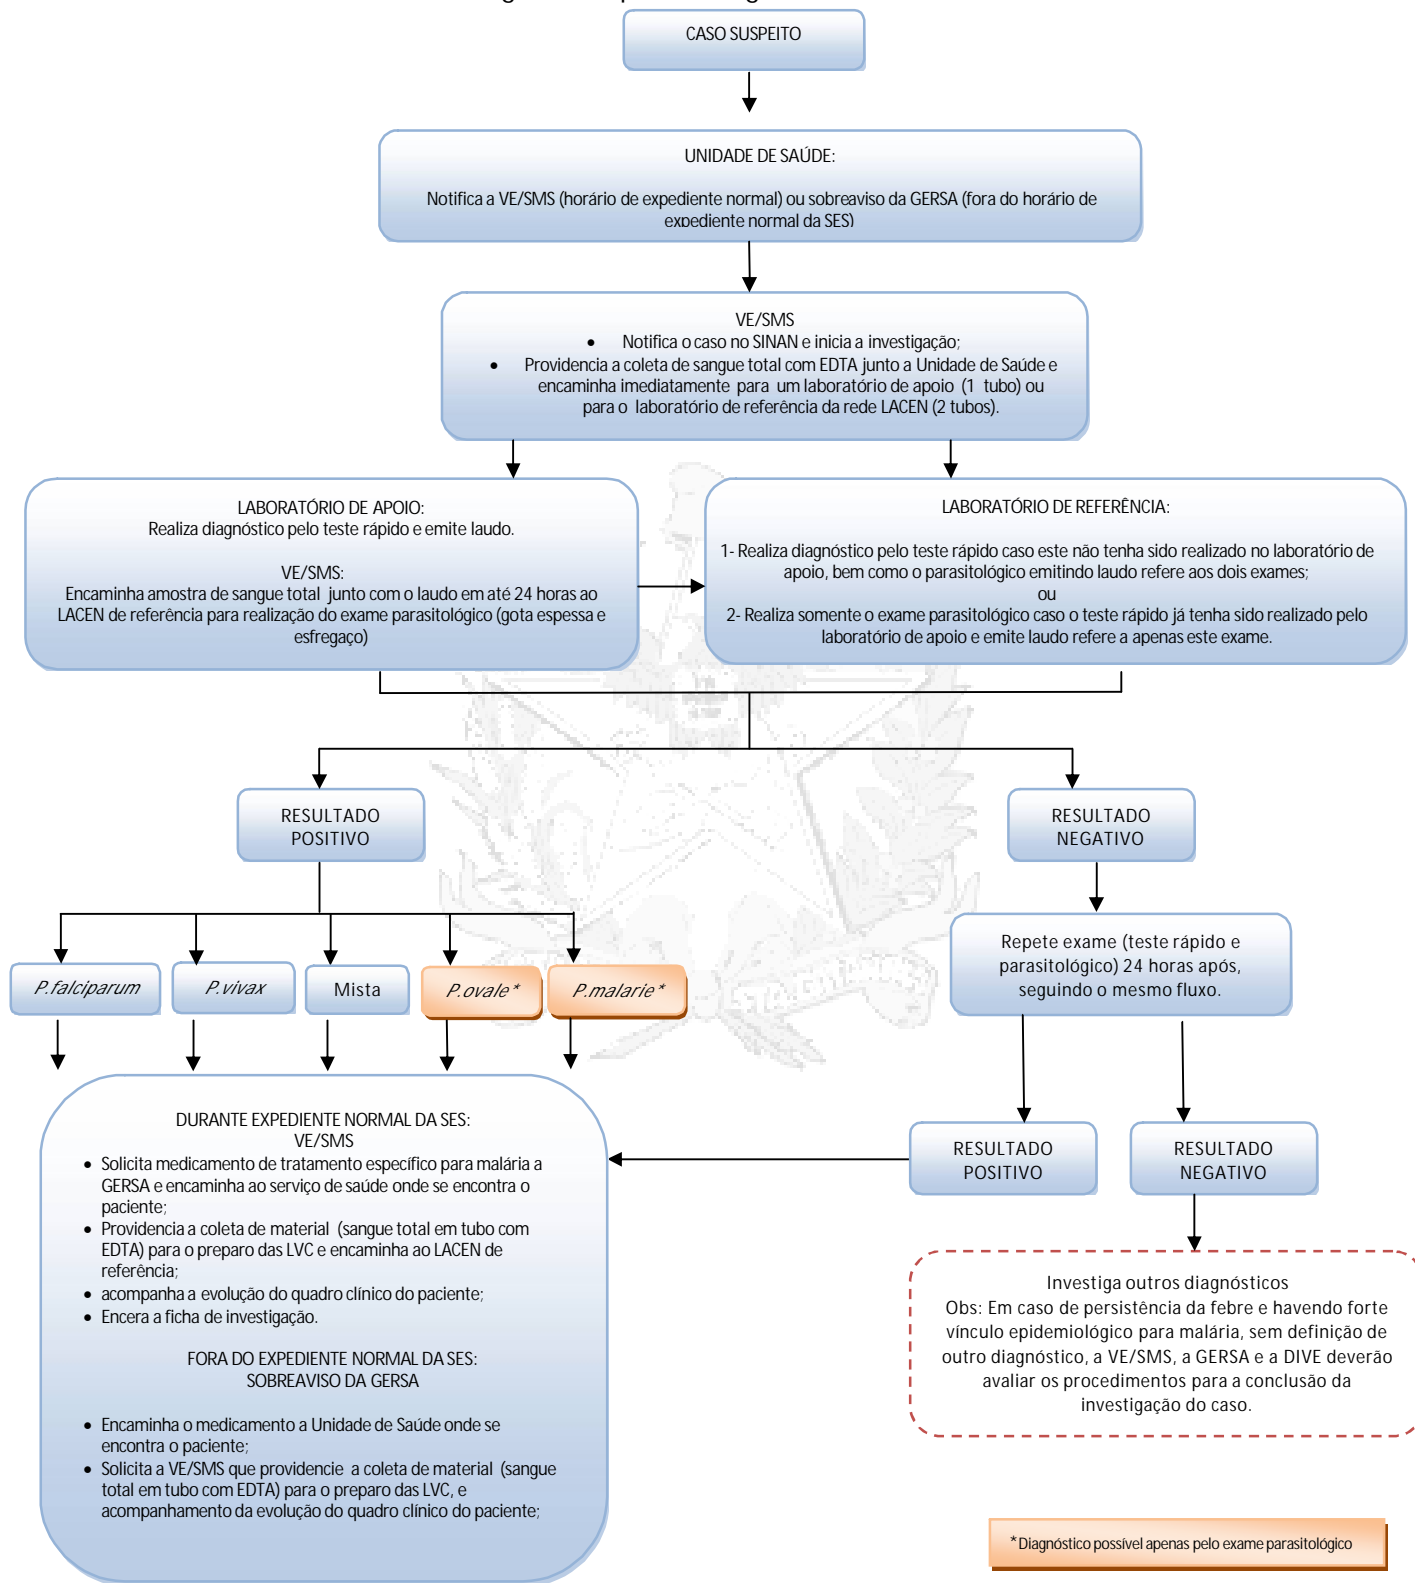 CASO SUSPEITO
UNIDADE DE SAÚDE:
Notifica a VE/SMS (horário de expediente normal) ou sobreaviso da GERSA (fora do horário de
expediente normal da SES)
VE/SMS
• Notifica o caso no SINAN e inicia a investigação;
• Providencia a coleta de sangue total com EDTA junto a Unidade de Saúde e
encaminha imediatamente para um laboratório de apoio (1 tubo) ou
para o laboratório de referência da rede LACEN (2 tubos).
LABORATÓRIO DE APOIO:
Realiza diagnóstico pelo teste rápido e emite laudo.
VE/SMS:
Encaminha amostra de sangue total junto com o laudo em até 24 horas ao
LACEN de referência para realização do exame parasitológico (gota espessa e
esfregaço)
LABORATÓRIO DE REFERÊNCIA:
1- Realiza diagnóstico pelo teste rápido caso este não tenha sido realizado no laboratório de
apoio, bem como o parasitológico emitindo laudo refere aos dois exames;
ou
2- Realiza somente o exame parasitológico caso o teste rápido já tenha sido realizado pelo
laboratório de apoio e emite laudo refere a apenas este exame.
RESULTADO
POSITIVO
RESULTADO
NEGATIVO
P.falciparum
P.vivax
Mista
P.ovale*
P.malarie*
Repete exame (teste rápido e
parasitológico) 24 horas após,
seguindo o mesmo fluxo.
RESULTADO
POSITIVO
RESULTADO
NEGATIVO
DURANTE EXPEDIENTE NORMAL DA SES:
VE/SMS
• Solicita medicamento de tratamento específico para malária a
GERSA e encaminha ao serviço de saúde onde se encontra o
paciente;
• Providencia a coleta de material (sangue total em tubo com
EDTA) para o preparo das LVC e encaminha ao LACEN de
referência;
• acompanha a evolução do quadro clínico do paciente;
• Encera a ficha de investigação.
FORA DO EXPEDIENTE NORMAL DA SES:
SOBREAVISO DA GERSA
• Encaminha o medicamento a Unidade de Saúde onde se
encontra o paciente;
• Solicita a VE/SMS que providencie a coleta de material (sangue
total em tubo com EDTA) para o preparo das LVC, e
acompanhamento da evolução do quadro clínico do paciente;
Investiga outros diagnósticos
Obs: Em caso de persistência da febre e havendo forte
vínculo epidemiológico para malária, sem definição de
outro diagnóstico, a VE/SMS, a GERSA e a DIVE deverão
avaliar os procedimentos para a conclusão da
investigação do caso.
*Diagnóstico possível apenas pelo exame parasitológico